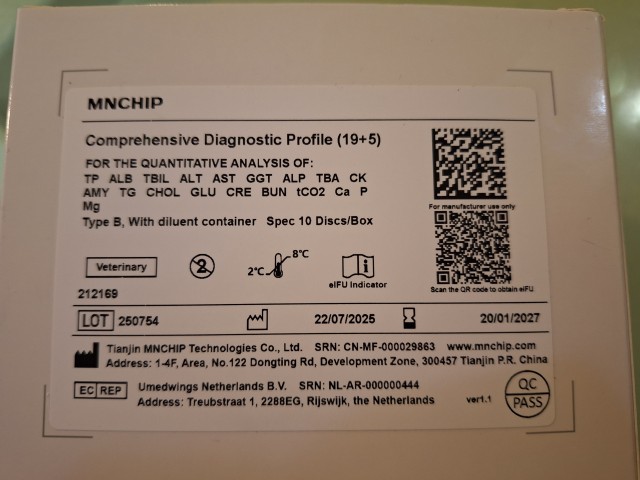 MNCHIP
Comprehensive Diagnostic Profile (19+5)
FOR THE QUANTITATIVE ANALYSIS OF:
TP ALB TBIL ALT AST GGT ALP TBA CK
AMY TG CHOL GLU CRE BUN tCO2 Ca P
Mg
Type B, With diluent container Spec 10 Discs/Box
For manufacturer use only
Veterinary
2
2°C
8°C
eIFU Indicator
Scan the QR code to obtain eIFU
212169
LOT 250754 22/07/2025 20/01/2027
Tianjin MNCHIP Technologies Co., Ltd. SRN: CN-MF-000029863 www.mnchip.com
Address: 1-4F, Area, No.122 Dongting Rd, Development Zone, 300457 Tianjin P.R. China
EC REP Umedwings Netherlands B.V. SRN: NL-AR-000000444
Address: Treubstraat 1, 2288EG, Rijswijk, the Netherlands
ver1.1
QC
PASS